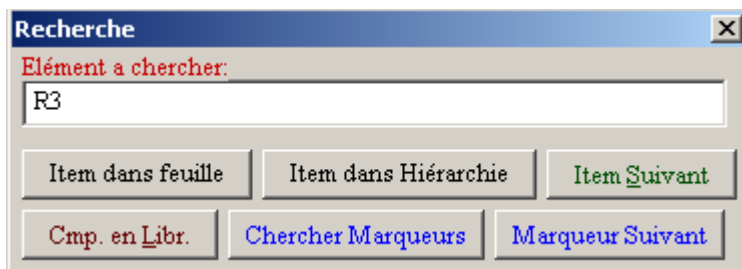 Recherche
Elément a chercher:
R3
Item dans feuille Item dans Hiérarchie Item Suivant
Cmp. en Libr. Chercher Marqueurs Marqueur Suivant